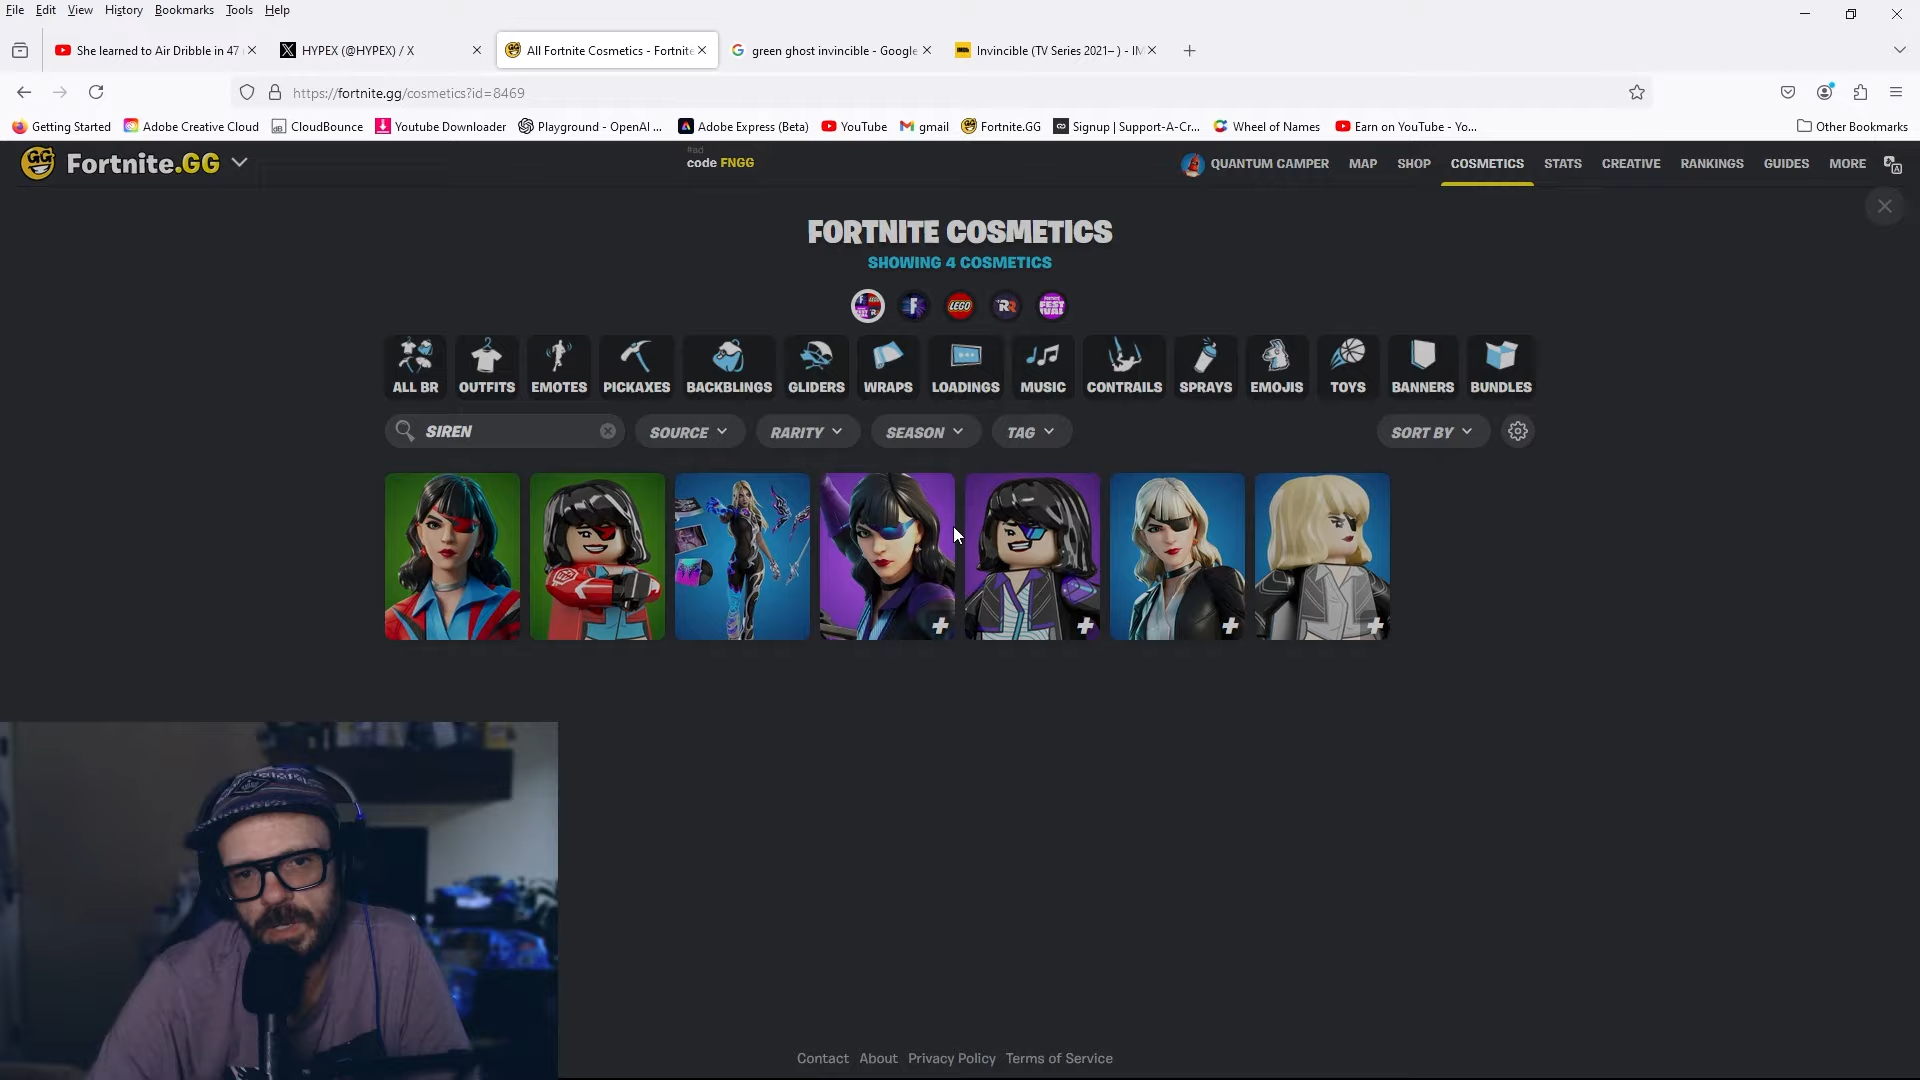 File Edit View History Bookmarks Tools Help
She learned to Air Dribble in 47
HYPEX (@HYPEX) / X
All Fortnite Cosmetics - Fortnite
green ghost invincible - Google
Invincible (TV Series 2021– ) - IM
https://fortnite.gg/cosmetics?id=8469
Getting Started Adobe Creative Cloud CloudBounce Youtube Downloader Playground - OpenAI ... Adobe Express (Beta) YouTube gmail Fortnite.GG Signup | Support-A-Cr... Wheel of Names Earn on YouTube - Yo... Other Bookmarks
Fortnite.GG
#ad
code FNGG
QUANTUM CAMPER MAP SHOP COSMETICS STATS CREATIVE RANKINGS GUIDES MORE
FORTNITE COSMETICS
SHOWING 4 COSMETICS
ALL BR OUTFITS EMOTES PICKAXES BACKBLINGS GLIDERS WRAPS LOADINGS MUSIC CONTRAILS SPRAYS EMOJIS TOYS BANNERS BUNDLES
SIREN SOURCE RARITY SEASON TAG SORT BY
Contact About Privacy Policy Terms of Service